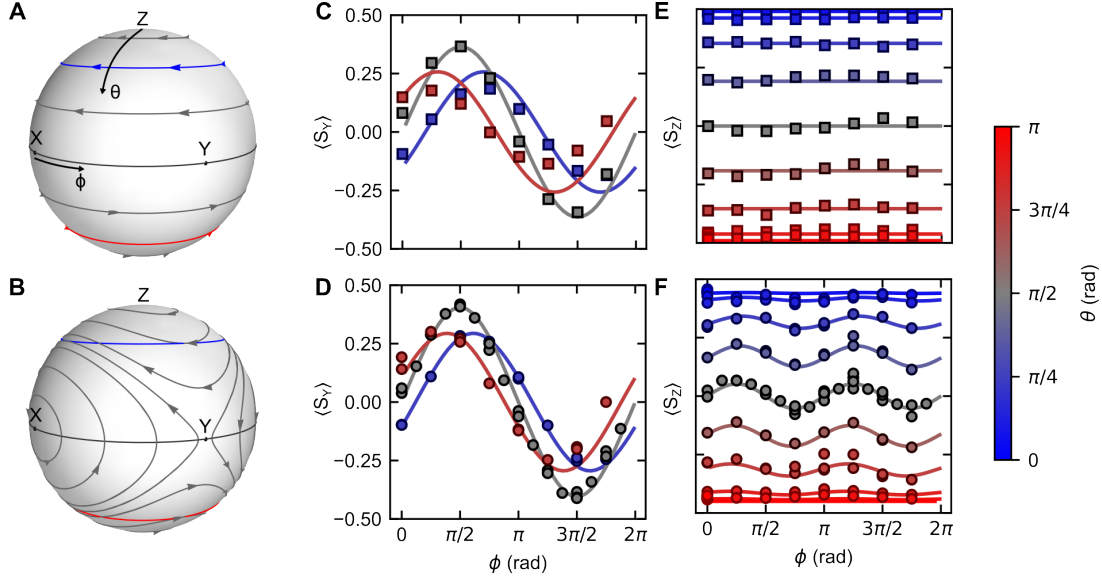 A
Z
θ
X
Y
ϕ
B
Z
X
Y
C
0.50
0.25
0.00
−0.25
−0.50
⟨S_Y⟩
D
0.50
0.25
0.00
−0.25
−0.50
⟨S_Y⟩
0
π/2
π
3π/2
2π
ϕ (rad)
E
⟨S_Z⟩
F
⟨S_Z⟩
0
π/2
π
3π/2
2π
ϕ (rad)
π
3π/4
π/2
π/4
0
θ (rad)